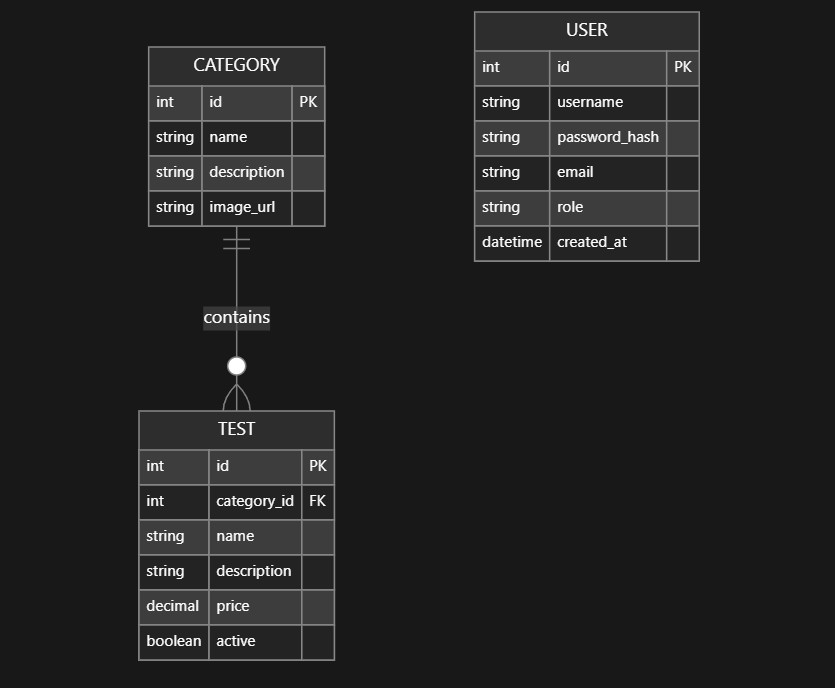 CATEGORY
int id PK
string name
string description
string image_url
contains
TEST
int id PK
int category_id FK
string name
string description
decimal price
boolean active
USER
int id PK
string username
string password_hash
string email
string role
datetime created_at